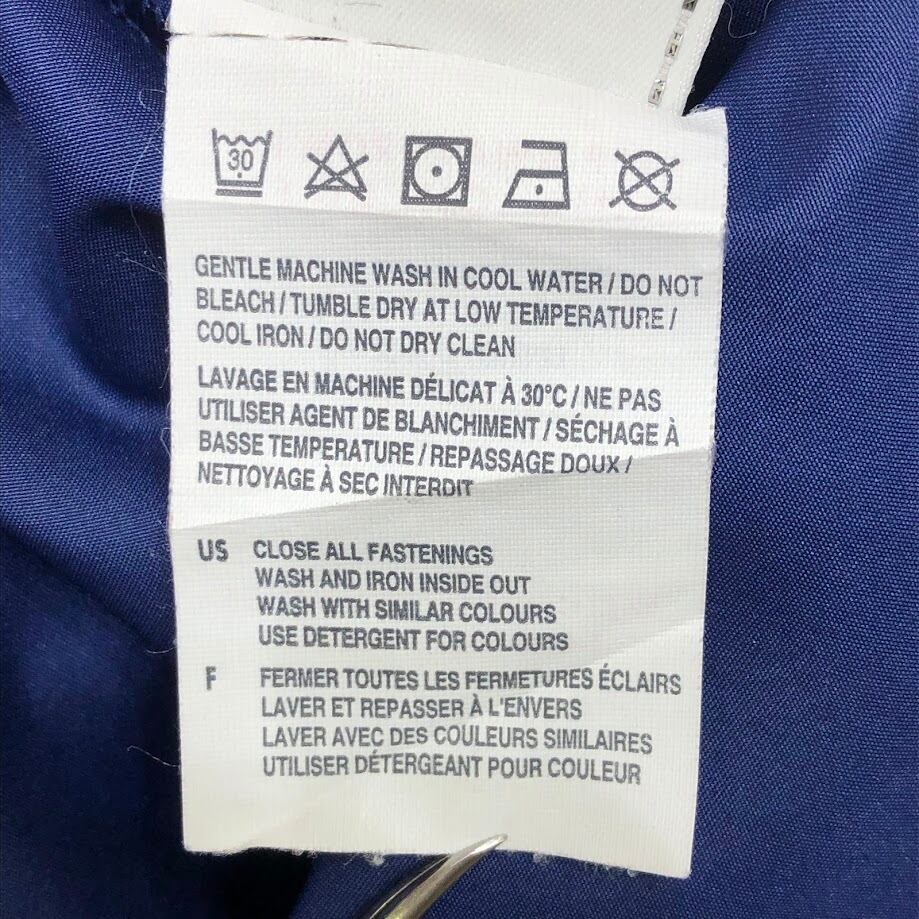 30
GENTLE MACHINE WASH IN COOL WATER / DO NOT
BLEACH / TUMBLE DRY AT LOW TEMPERATURE /
COOL IRON / DO NOT DRY CLEAN
LAVAGE EN MACHINE DÉLICAT À 30°C / NE PAS
UTILISER AGENT DE BLANCHIMENT / SÉCHAGE À
BASSE TEMPERATURE / REPASSAGE DOUX /
NETTOYAGE À SEC INTERDIT
US CLOSE ALL FASTENINGS
WASH AND IRON INSIDE OUT
WASH WITH SIMILAR COLOURS
USE DETERGENT FOR COLOURS
F FERMER TOUTES LES FERMETURES ÉCLAIRS
LAVER ET REPASSER À L'ENVERS
LAVER AVEC DES COULEURS SIMILAIRES
UTILISER DÉTERGEANT POUR COULEUR